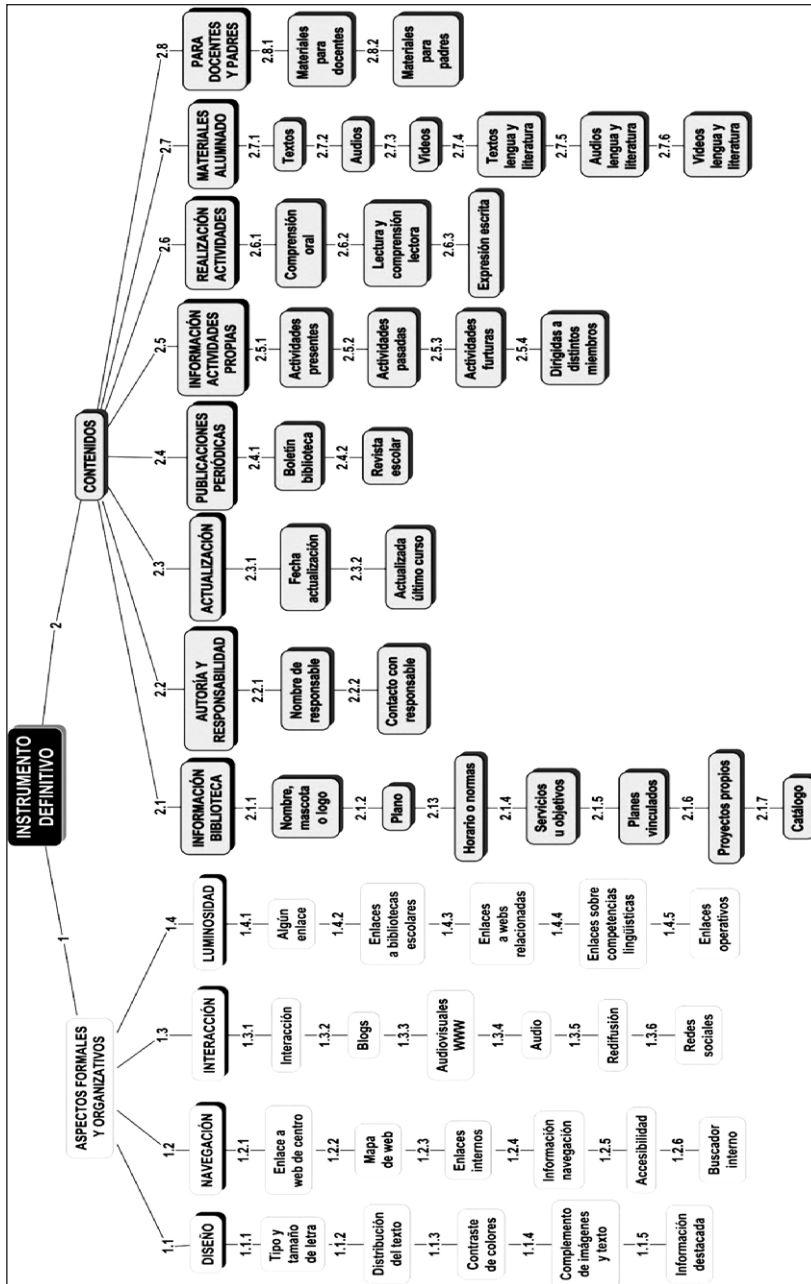 INSTRUMENTO
DEFINITIVO
1
ASPECTOS FORMALES
Y ORGANIZATIVOS
1.1
DISEÑO
1.1.1
Tipo y
tamaño
de letra
1.1.2
Distribución
del texto
1.1.3
Contraste
de colores
1.1.4
Complemento
de imágenes
y texto
1.1.5
Información
destacada
1.2
NAVEGACIÓN
1.2.1
Enlace a
web de centro
1.2.2
Mapa
de web
1.2.3
Enlaces
internos
1.2.4
Información
navegación
1.2.5
Accesibilidad
1.2.6
Buscador
interno
1.3
INTERACCIÓN
1.3.1
Interacción
1.3.2
Blogs
1.3.3
Audiovisuales
WWW
1.3.4
Audio
1.3.5
Redifusión
1.3.6
Redes
sociales
1.4
LUMINOSIDAD
1.4.1
Algún
enlace
1.4.2
Enlaces
a bibliotecas
escolares
1.4.3
Enlaces
a webs
relacionadas
1.4.4
Enlaces sobre
competencias
lingüísticas
1.4.5
Enlaces
operativos
2
CONTENIDOS
2.1
INFORMACIÓN
BIBLIOTECA
2.1.1
Nombre,
mascota
o logo
2.1.2
Plano
2.13
Horario o normas
2.1.4
Servicios
u objetivos
2.1.5
Planes
vinculados
2.1.6
Proyectos propios
2.1.7
Catálogo
2.2
AUTORÍA Y
RESPONSABILIDAD
2.2.1
Nombre de
responsable
2.2.2
Contacto con
responsable
2.3
ACTUALIZACIÓN
2.3.1
Fecha
actualización
2.3.2
Actualizada
último curso
2.4
PUBLICACIONES
PERIÓDICAS
2.4.1
Boletín
biblioteca
2.4.2
Revista
escolar
2.5
INFORMACIÓN
ACTIVIDADES
PROPIAS
2.5.1
Actividades
presentes
2.5.2
Actividades
pasadas
2.5.3
Actividades
furturas
2.5.4
Dirigidas a
distintos
miembros
2.6
REALIZACIÓN
ACTIVIDADES
2.6.1
Comprensión
oral
2.6.2
Lectura y
comprensión
lectora
2.6.3
Expresión escrita
2.7
MATERIALES
ALUMNADO
2.7.1
Textos
2.7.2
Audios
2.7.3
Videos
2.7.4
Textos
lengua y
literatura
2.7.5
Audios
lengua y
literatura
2.7.6
Videos
lengua y
literatura
2.8
PARA
DOCENTES
Y PADRES
2.8.1
Materiales
para
docentes
2.8.2
Materiales
para padres